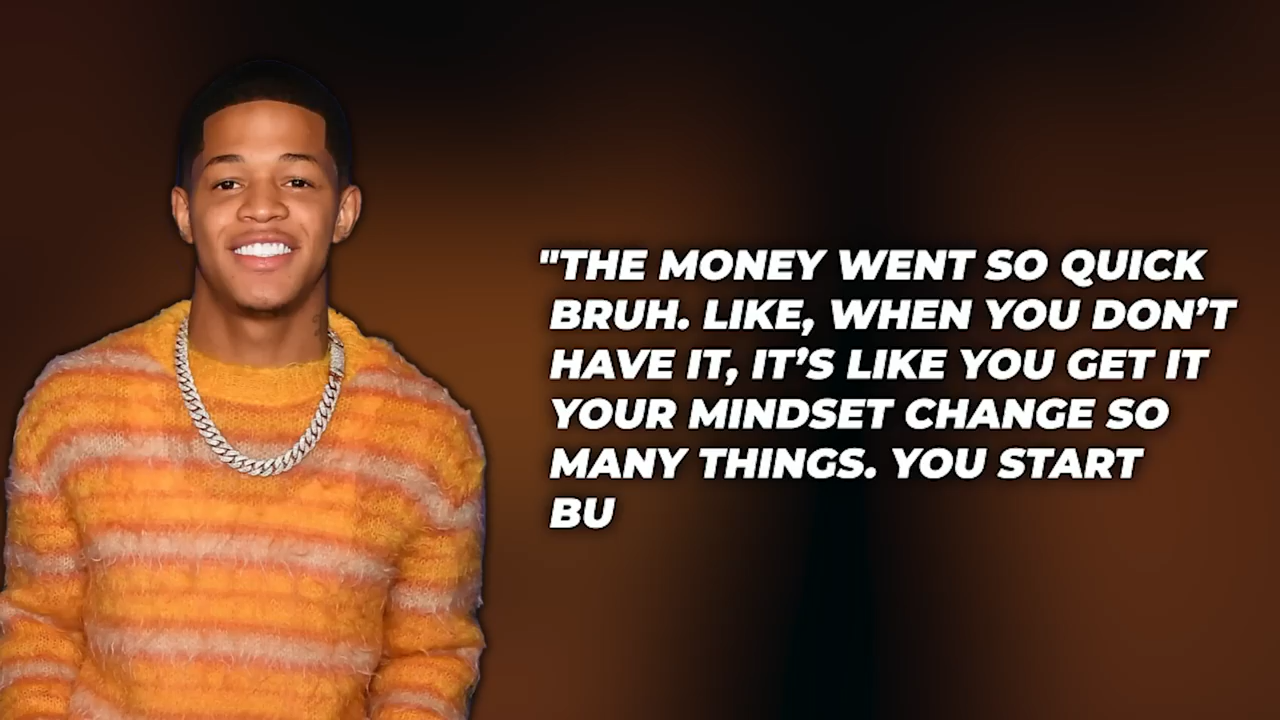 "THE MONEY WENT SO QUICK
BRUH. LIKE, WHEN YOU DON’T
HAVE IT, IT’S LIKE YOU GET IT
YOUR MINDSET CHANGE SO
MANY THINGS. YOU START
BU